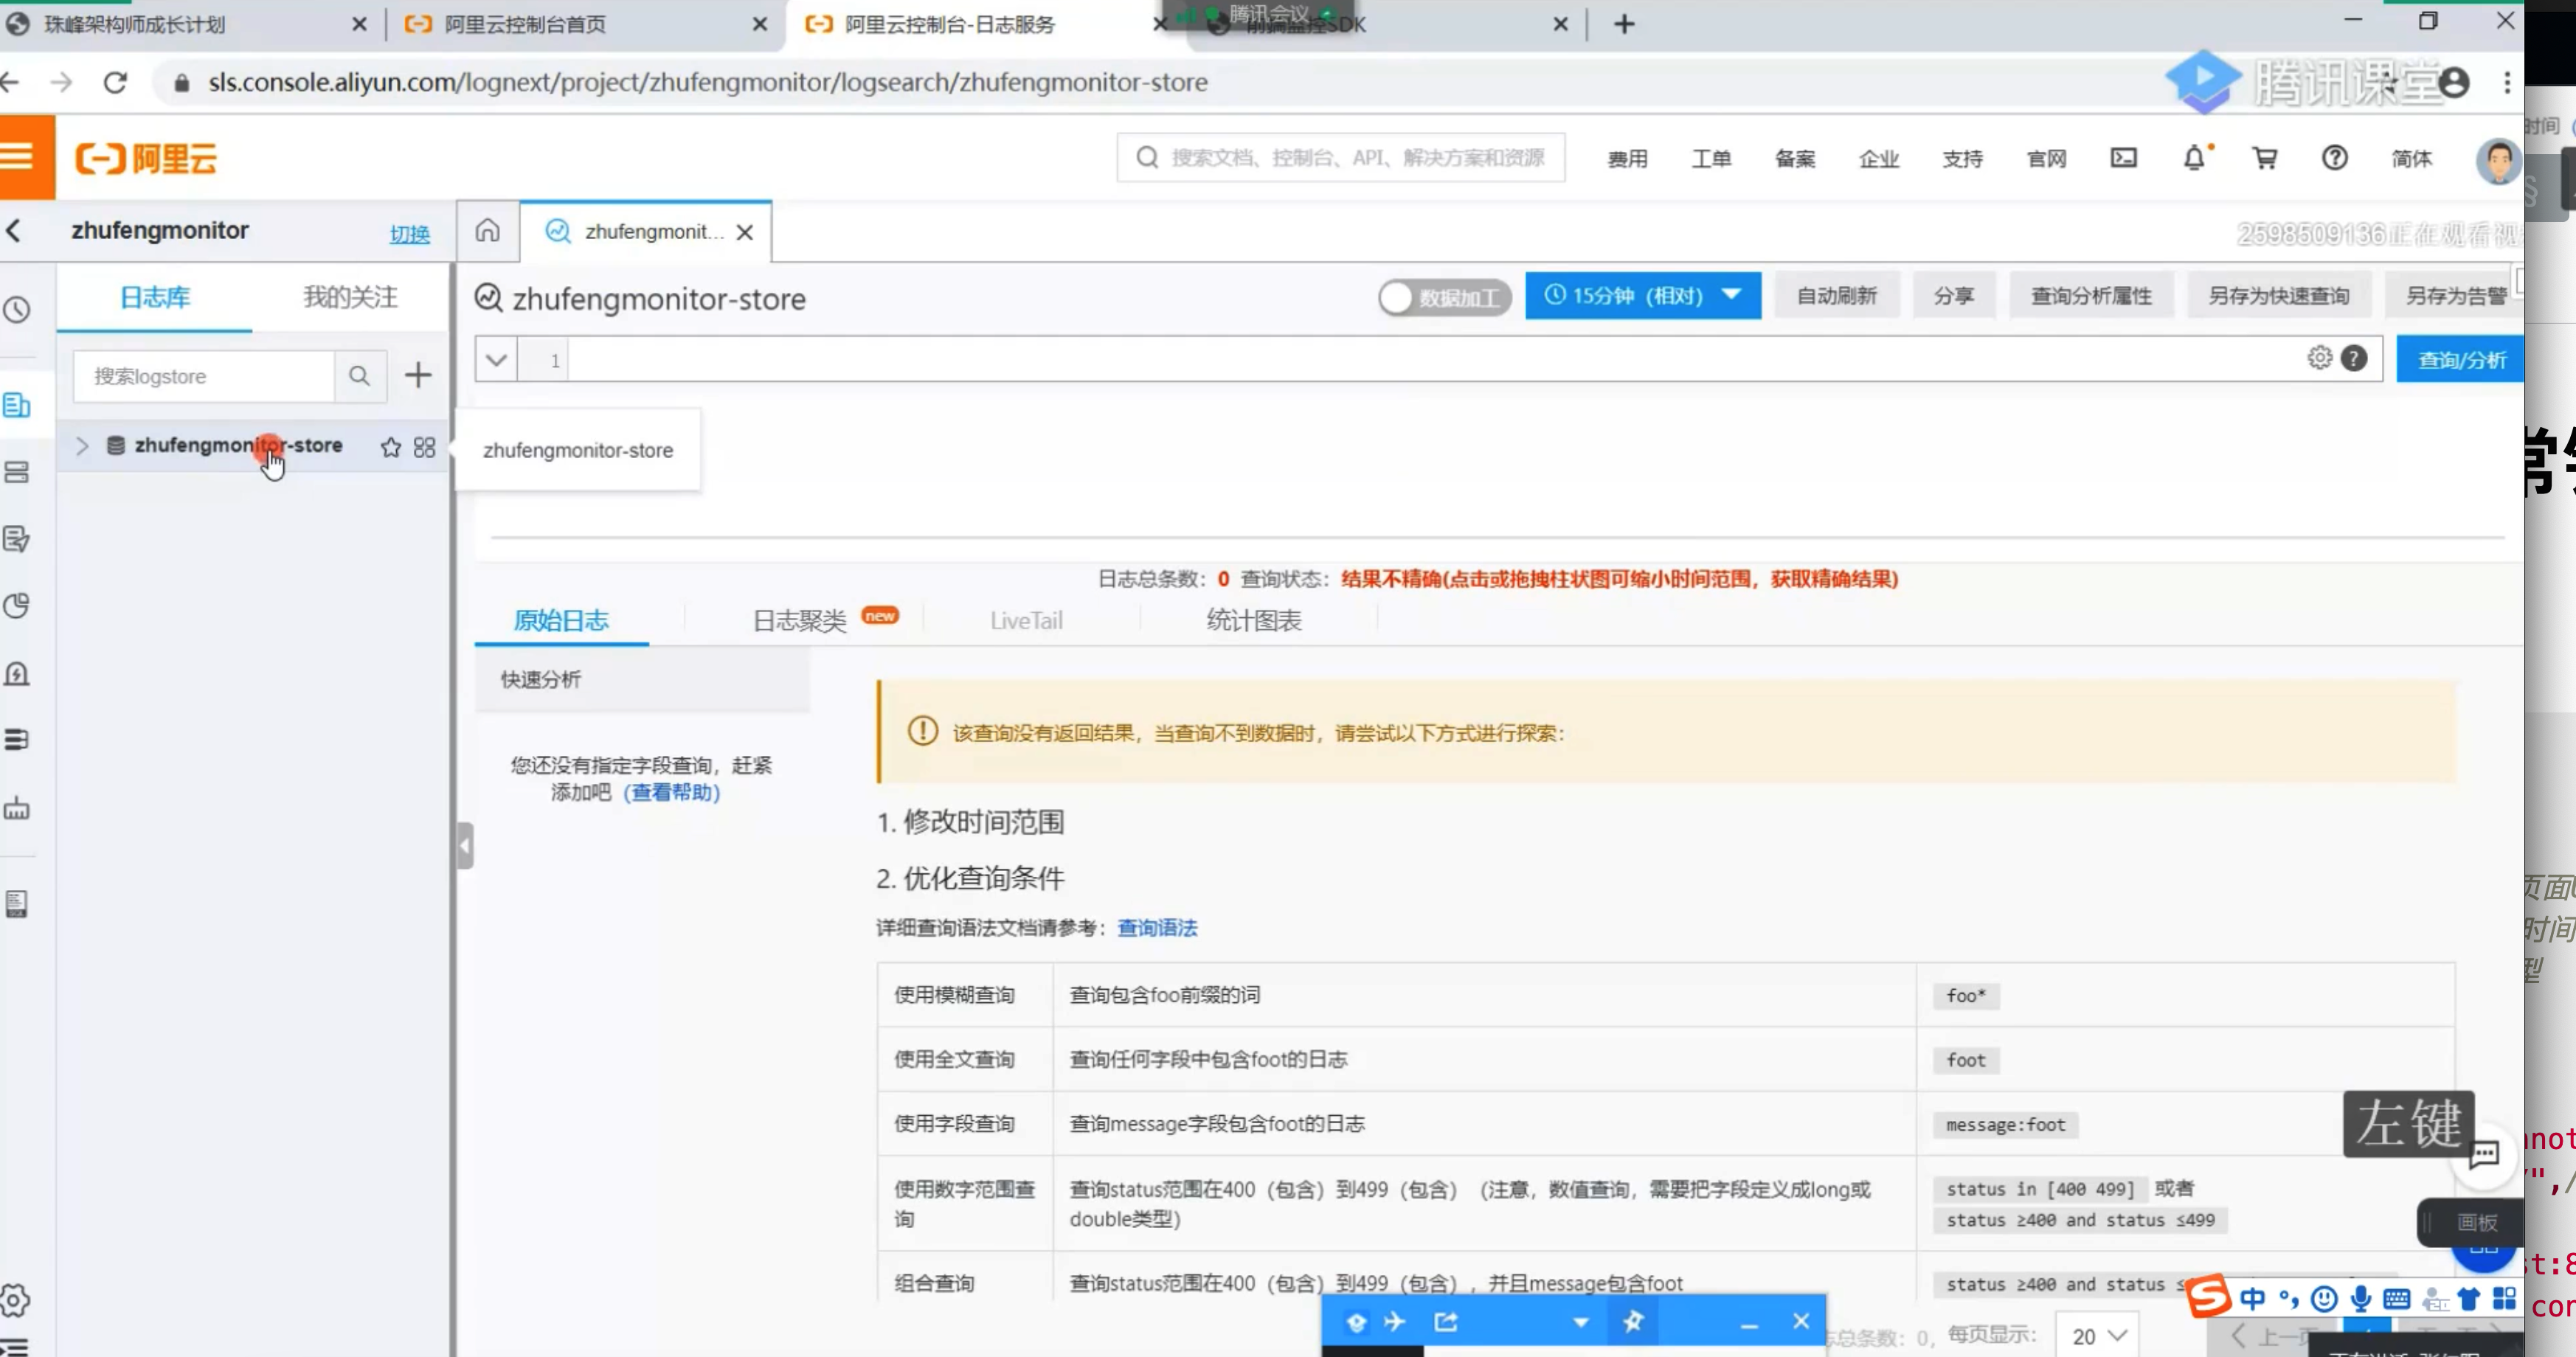 珠峰架构师成长计划
阿里云控制台首页
阿里云控制台-日志服务
腾讯会议
前端监控SDK
sls.console.aliyun.com/lognext/project/zhufengmonitor/logsearch/zhufengmonitor-store
腾讯课堂
阿里云
搜索文档、控制台、API、解决方案和资源
费用
工单
备案
企业
支持
官网
简体
时间
zhufengmonitor
切换
zhufengmonit...
2598509136正在观看视
日志库
我的关注
zhufengmonitor-store
数据加工
15分钟（相对）
自动刷新
分享
查询分析属性
另存为快速查询
另存为告警
1
查询/分析
搜索logstore
zhufengmonitor-store
zhufengmonitor-store
日志总条数：0 查询状态：结果不精确(点击或拖拽柱状图可缩小时间范围，获取精确结果)
原始日志
日志聚类
new
LiveTail
统计图表
快速分析
您还没有指定字段查询，赶紧
添加吧（查看帮助）
该查询没有返回结果，当查询不到数据时，请尝试以下方式进行探索：
1. 修改时间范围
2. 优化查询条件
详细查询语法文档请参考：查询语法
使用模糊查询
查询包含foo前缀的词
foo*
使用全文查询
查询任何字段中包含foot的日志
foot
使用字段查询
查询message字段包含foot的日志
message:foot
使用数字范围查
询
查询status范围在400（包含）到499（包含）（注意，数值查询，需要把字段定义成long或
double类型）
status in [400 499] 或者
status ≥400 and status ≤499
组合查询
查询status范围在400（包含）到499（包含），并且message包含foot
status ≥400 and status ≤
左键
画板
中
总条数：0，每页显示：
20
上一页
常
页面
时间
型
nnot
",/
st:8
con